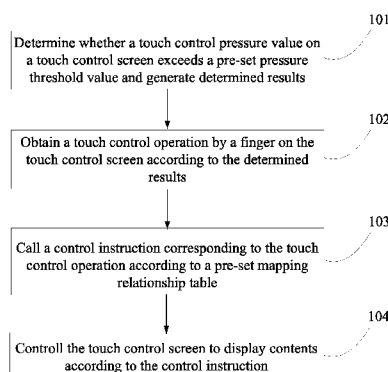 101
Determine whether a touch control pressure value on
a touch control screen exceeds a pre-set pressure
threshold value and generate determined results
102
Obtain a touch control operation by a finger on the
touch control screen according to the determined
results
103
Call a control instruction corresponding to the touch
control operation according to a pre-set mapping
relationship table
104
Controll the touch control screen to display contents
according to the control instruction